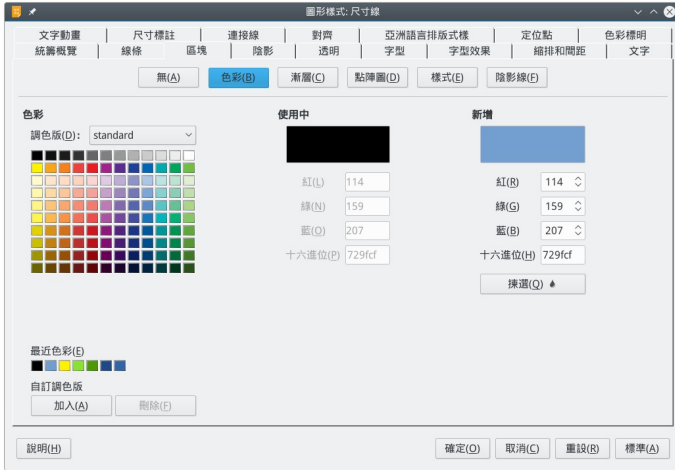 圖形樣式: 尺寸線
文字動畫 尺寸標註 連接線 對齊 亞洲語言排版式樣 定位點 色彩標明
統籌概覽 線條 區塊 陰影 透明 字型 字型效果 縮排和間距 文字
無(A) 色彩(B) 漸層(C) 點陣圖(D) 樣式(E) 陰影線(F)
色彩 使用中 新增
調色版(D): standard
紅(L) 114 紅(R) 114
綠(N) 159 綠(G) 159
藍(O) 207 藍(B) 207
十六進位(P) 729fcf 十六進位(H) 729fcf
揀選(Q)
最近色彩(E)
自訂調色版
加入(A) 刪除(F)
說明(H) 確定(O) 取消(C) 重設(R) 標準(A)